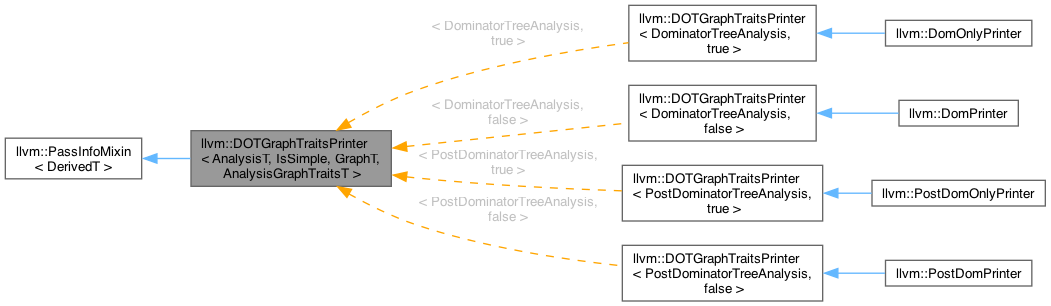 llvm::PassInfoMixin
< DerivedT >
llvm::DOTGraphTraitsPrinter
< AnalysisT, IsSimple, GraphT,
AnalysisGraphTraitsT >
< DominatorTreeAnalysis,
true >
< DominatorTreeAnalysis,
false >
< PostDominatorTreeAnalysis,
true >
< PostDominatorTreeAnalysis,
false >
llvm::DOTGraphTraitsPrinter
< DominatorTreeAnalysis,
true >
llvm::DomOnlyPrinter
llvm::DOTGraphTraitsPrinter
< DominatorTreeAnalysis,
false >
llvm::DomPrinter
llvm::DOTGraphTraitsPrinter
< PostDominatorTreeAnalysis,
true >
llvm::PostDomOnlyPrinter
llvm::DOTGraphTraitsPrinter
< PostDominatorTreeAnalysis,
false >
llvm::PostDomPrinter